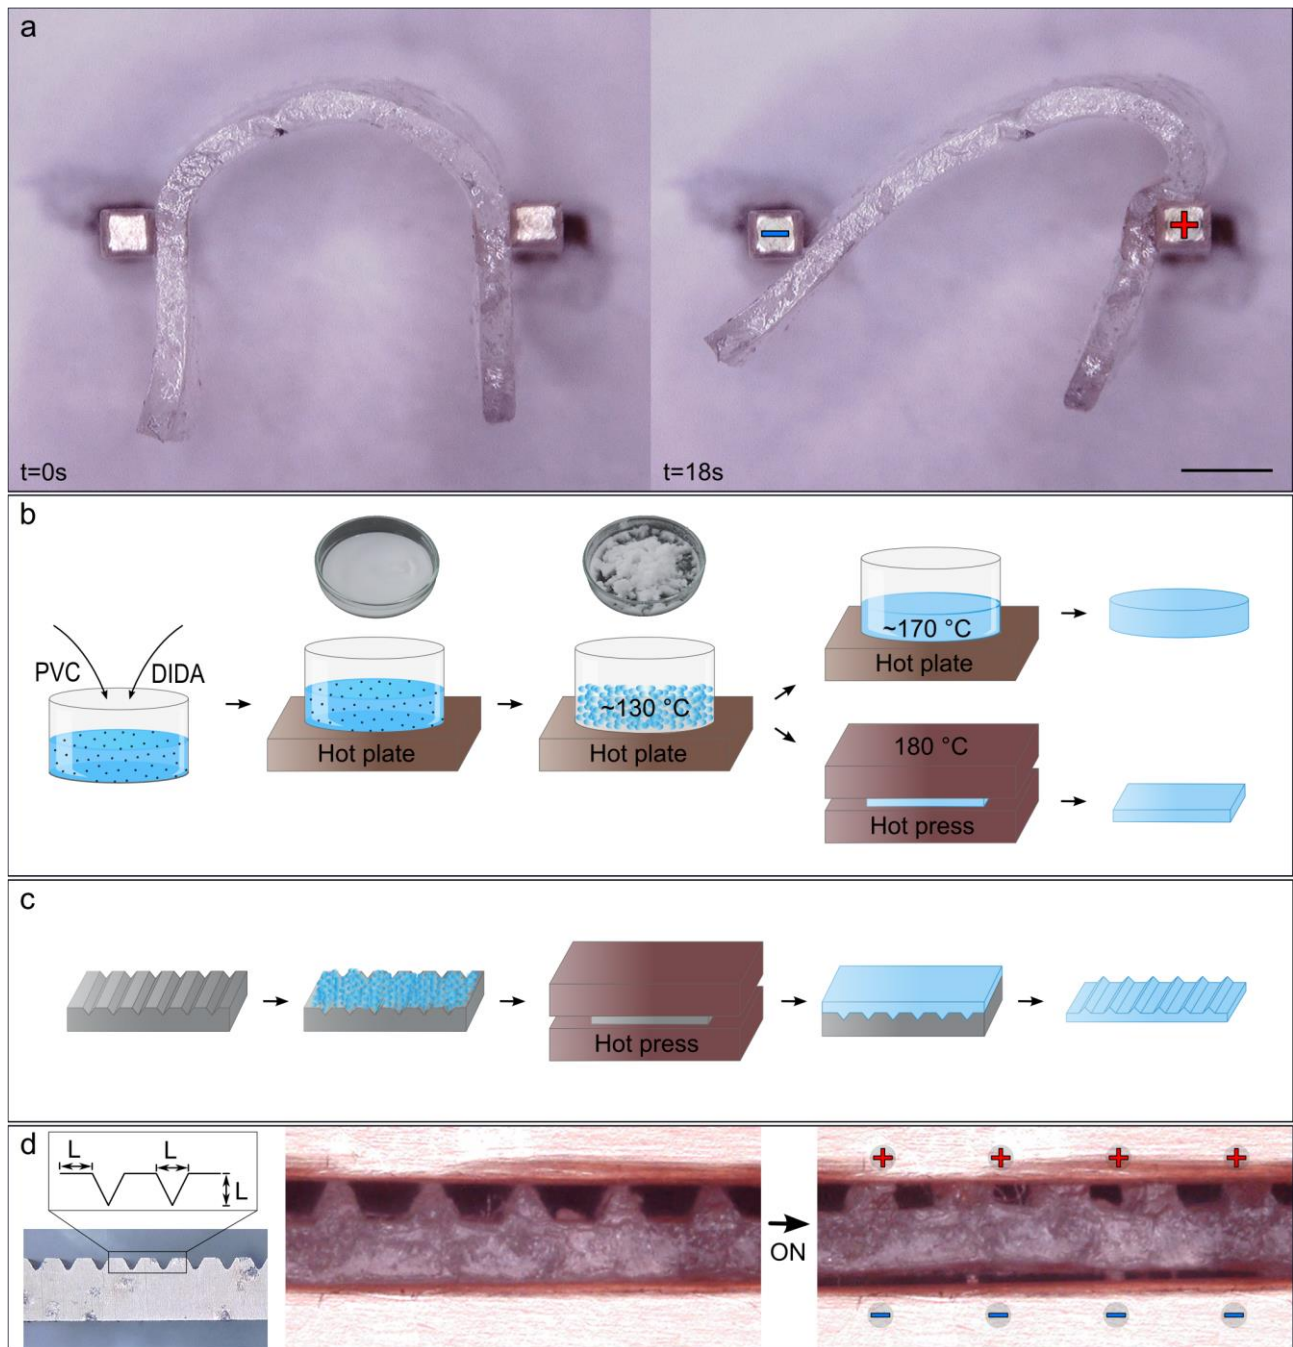 a
−
+
t=0s
t=18s
b
PVC
DIDA
Hot plate
~130 °C
Hot plate
~170 °C
Hot plate
180 °C
Hot press
c
Hot press
d
L
L
L
+ + + +
ON
− − − −